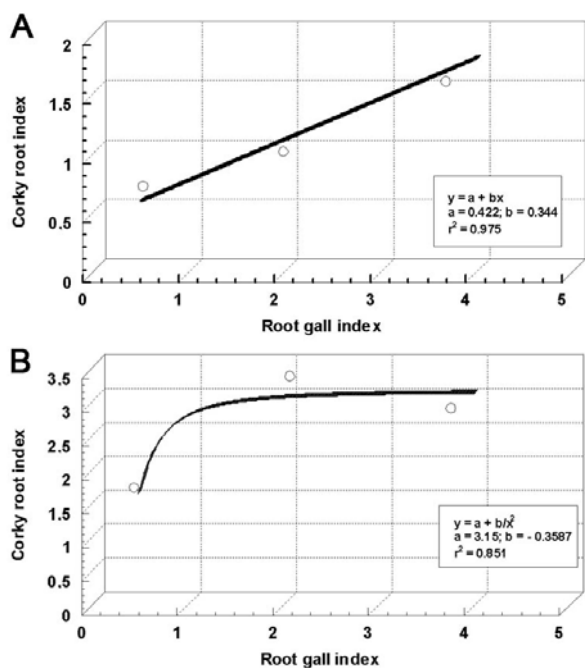 A
Corky root index
2
1.5
1
0.5
0
0 1 2 3 4 5
Root gall index
y = a + bx
a = 0.422; b = 0.344
r² = 0.975
B
Corky root index
3.5
3
2.5
2
1.5
1
0.5
0
0 1 2 3 4 5
Root gall index
y = a + b/x²
a = 3.15; b = - 0.3587
r² = 0.851